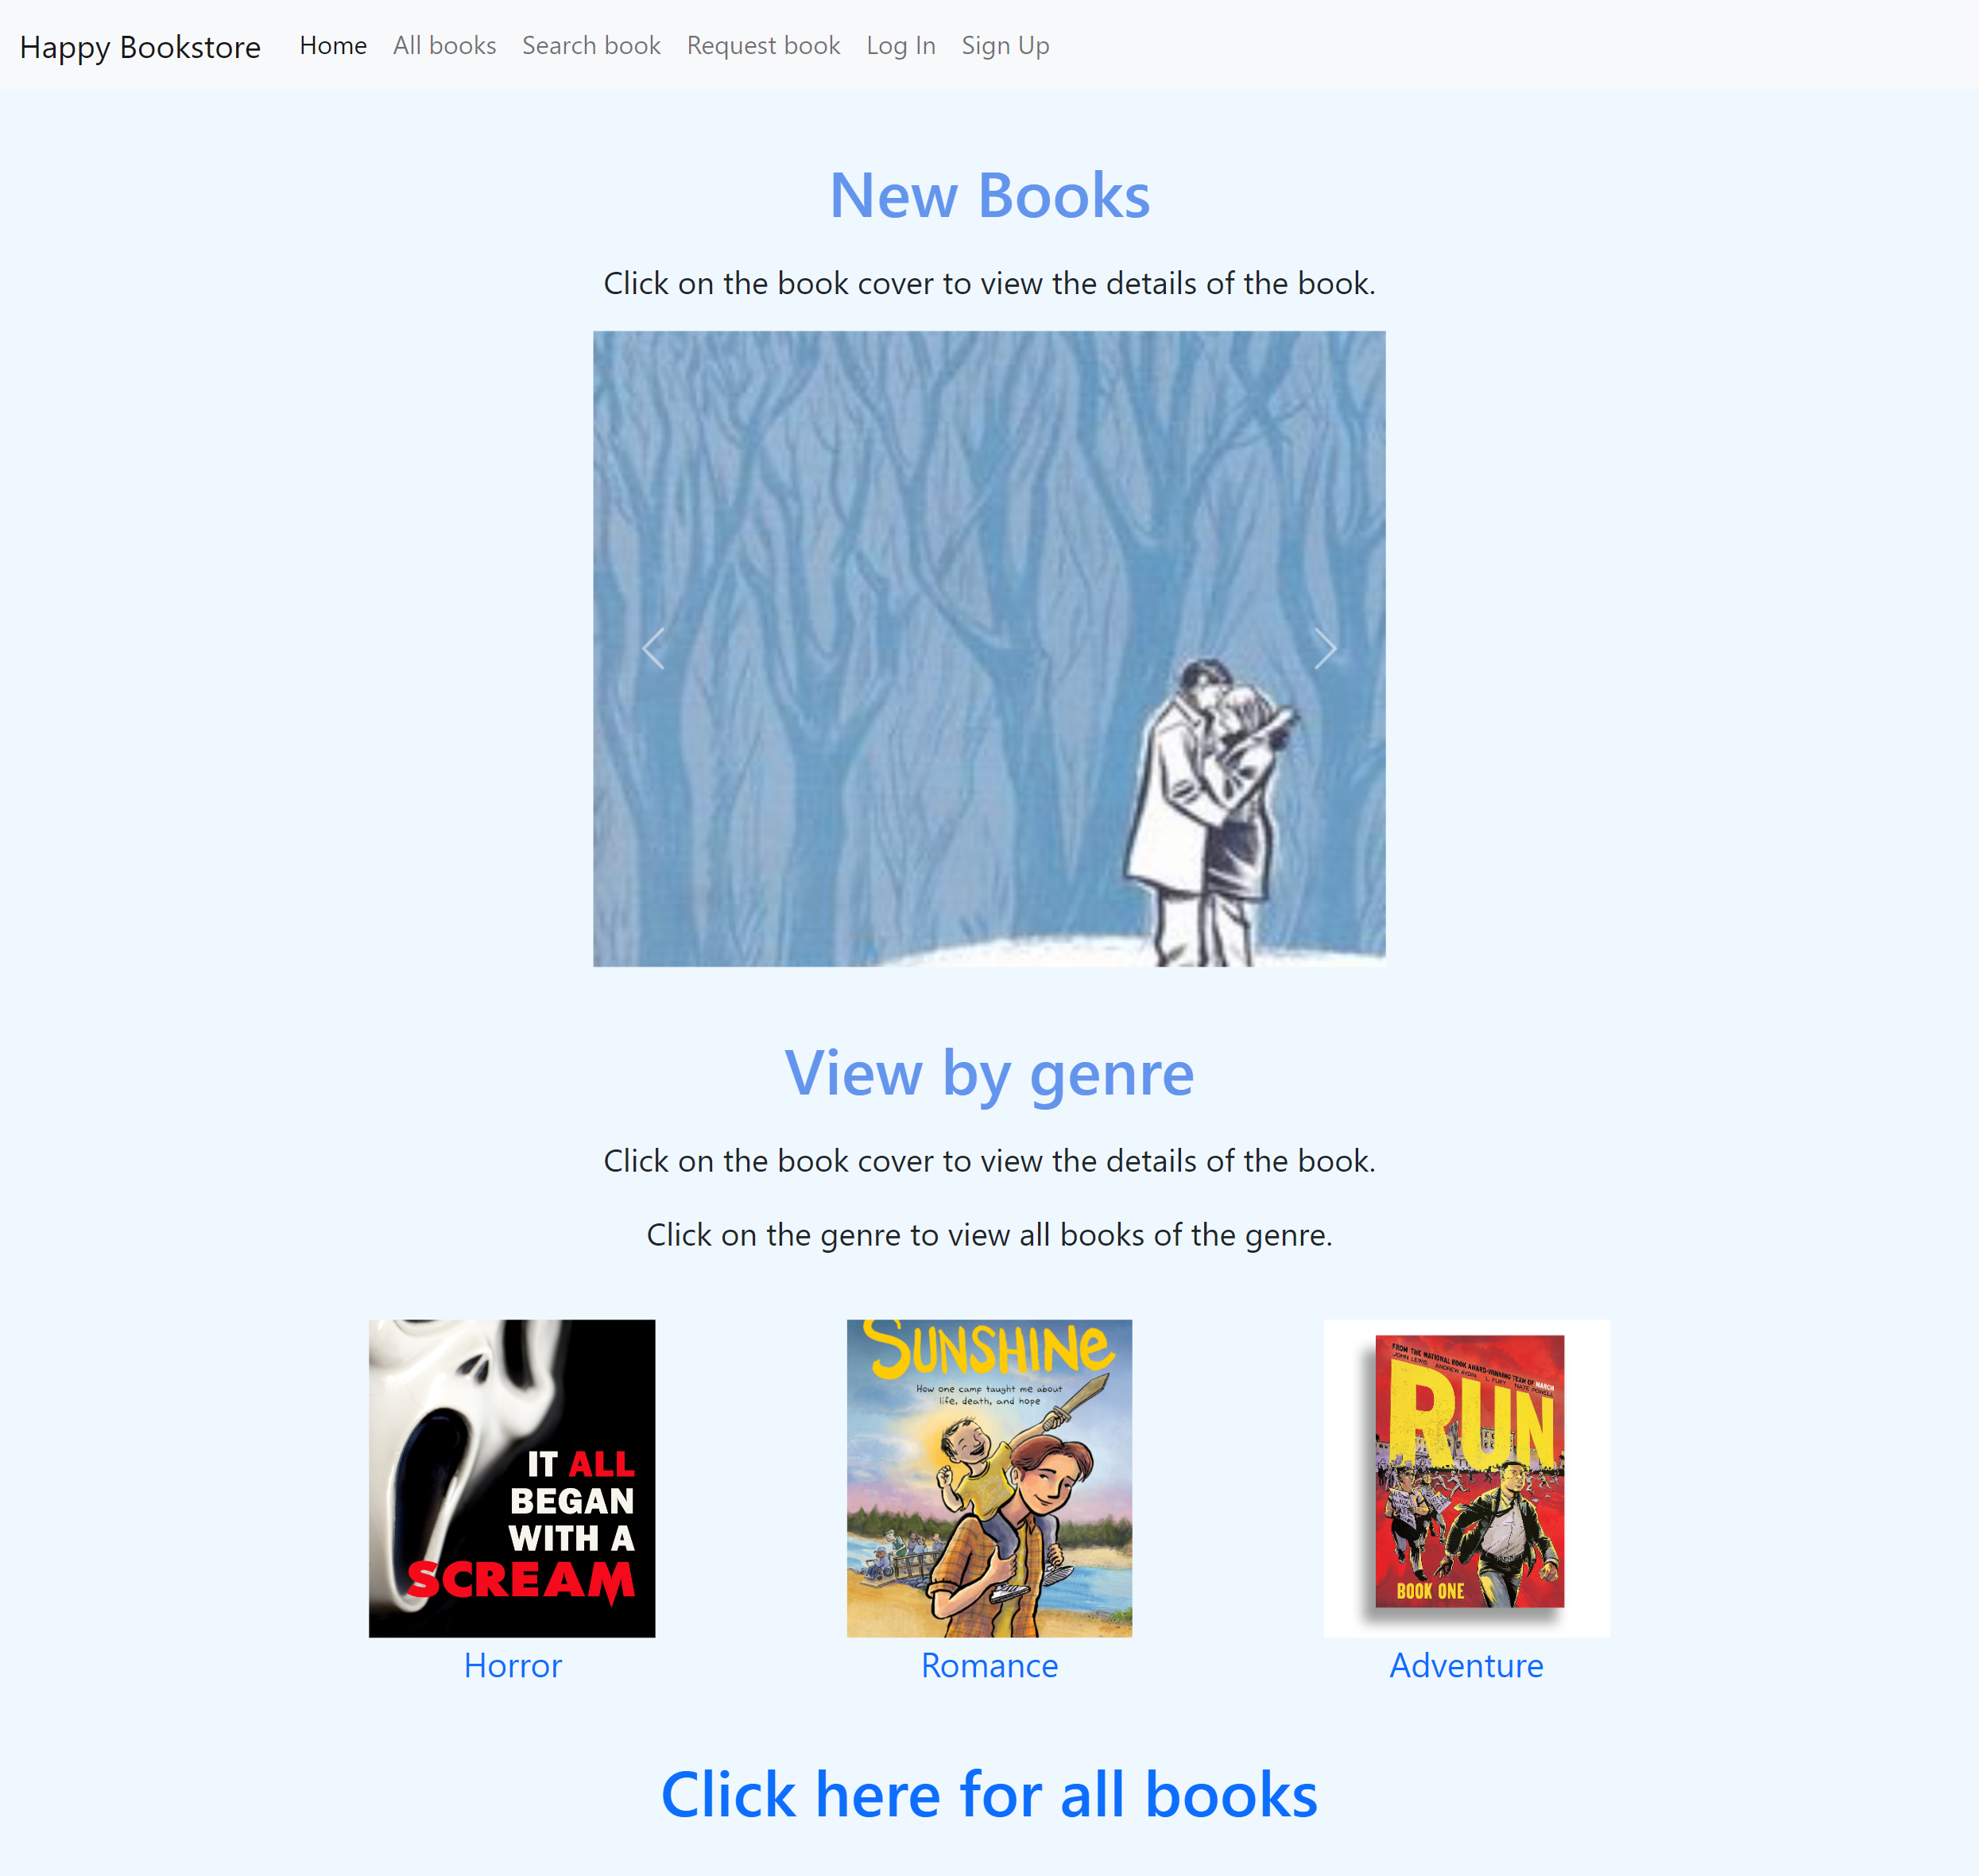 Happy Bookstore Home All books Search book Request book Log In Sign Up
New Books
Click on the book cover to view the details of the book.
View by genre
Click on the book cover to view the details of the book.
Click on the genre to view all books of the genre.
IT ALL
BEGAN
WITH A
SCREAM
Horror
SUNSHINE
How one camp taught me about
life, death, and hope
Romance
FROM THE NATIONAL BOOK AWARD-WINNING TEAM OF MARCH
JOHN LEWIS ANDREW AYDIN L. FURY NATE POWELL
RUN
BOOK ONE
Adventure
Click here for all books